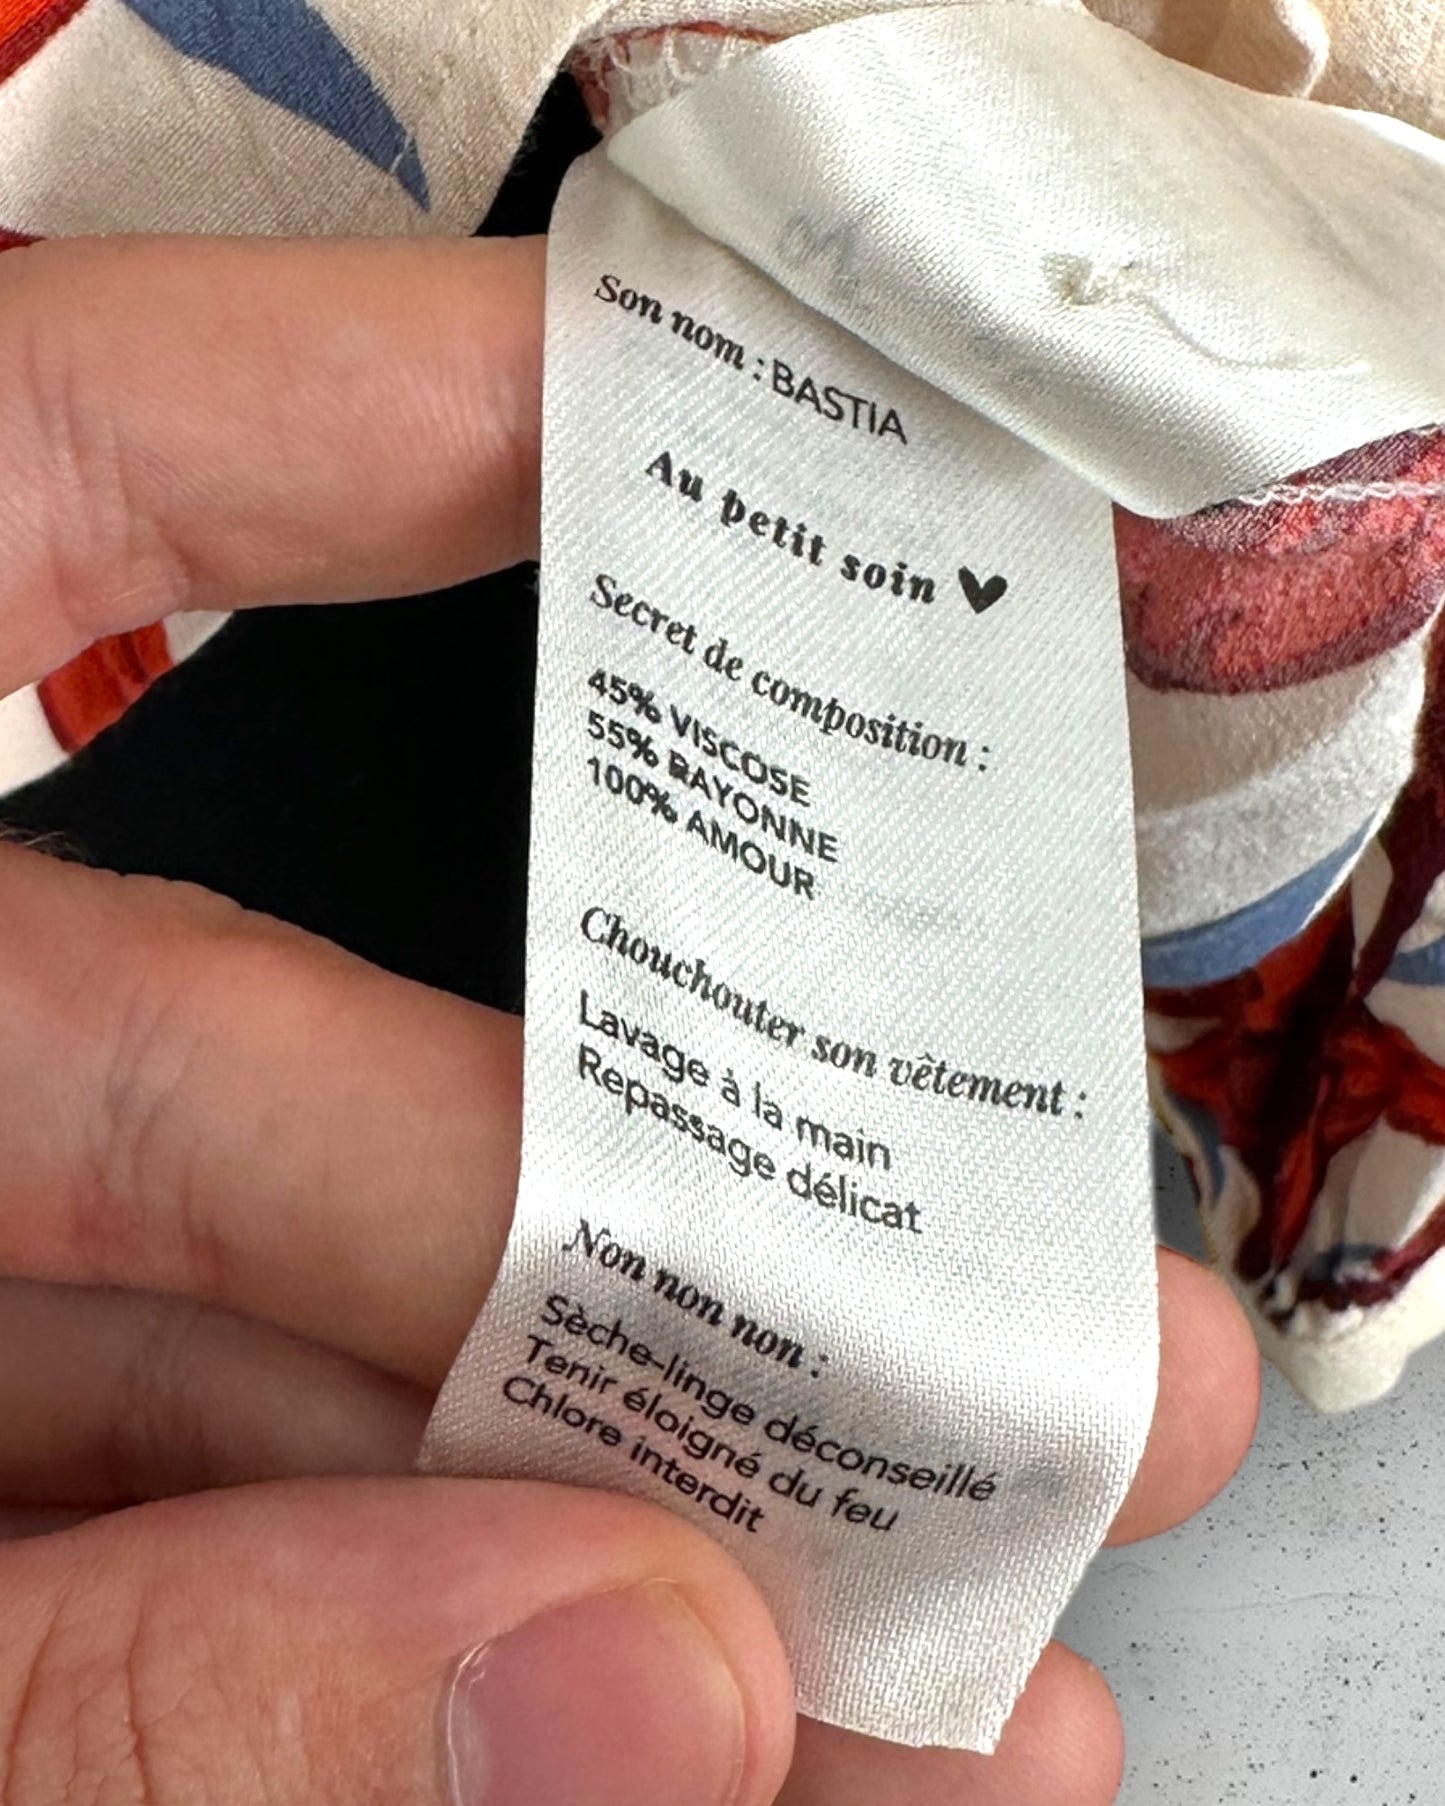 Son nom : BASTIA
Au petit soin ♥
Secret de composition :
45% VISCOSE
55% RAYONNE
100% AMOUR
Chouchouter son vêtement :
Lavage à la main
Repassage délicat
Non non non :
Sèche-linge déconseillé
Tenir éloigné du feu
Chlore interdit